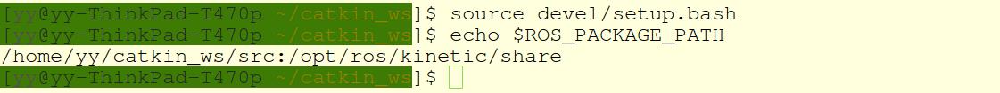 [yy@yy-ThinkPad-T470p ~/catkin_ws]$ source devel/setup.bash
[yy@yy-ThinkPad-T470p ~/catkin_ws]$ echo $ROS_PACKAGE_PATH
/home/yy/catkin_ws/src:/opt/ros/kinetic/share
[yy@yy-ThinkPad-T470p ~/catkin_ws]$